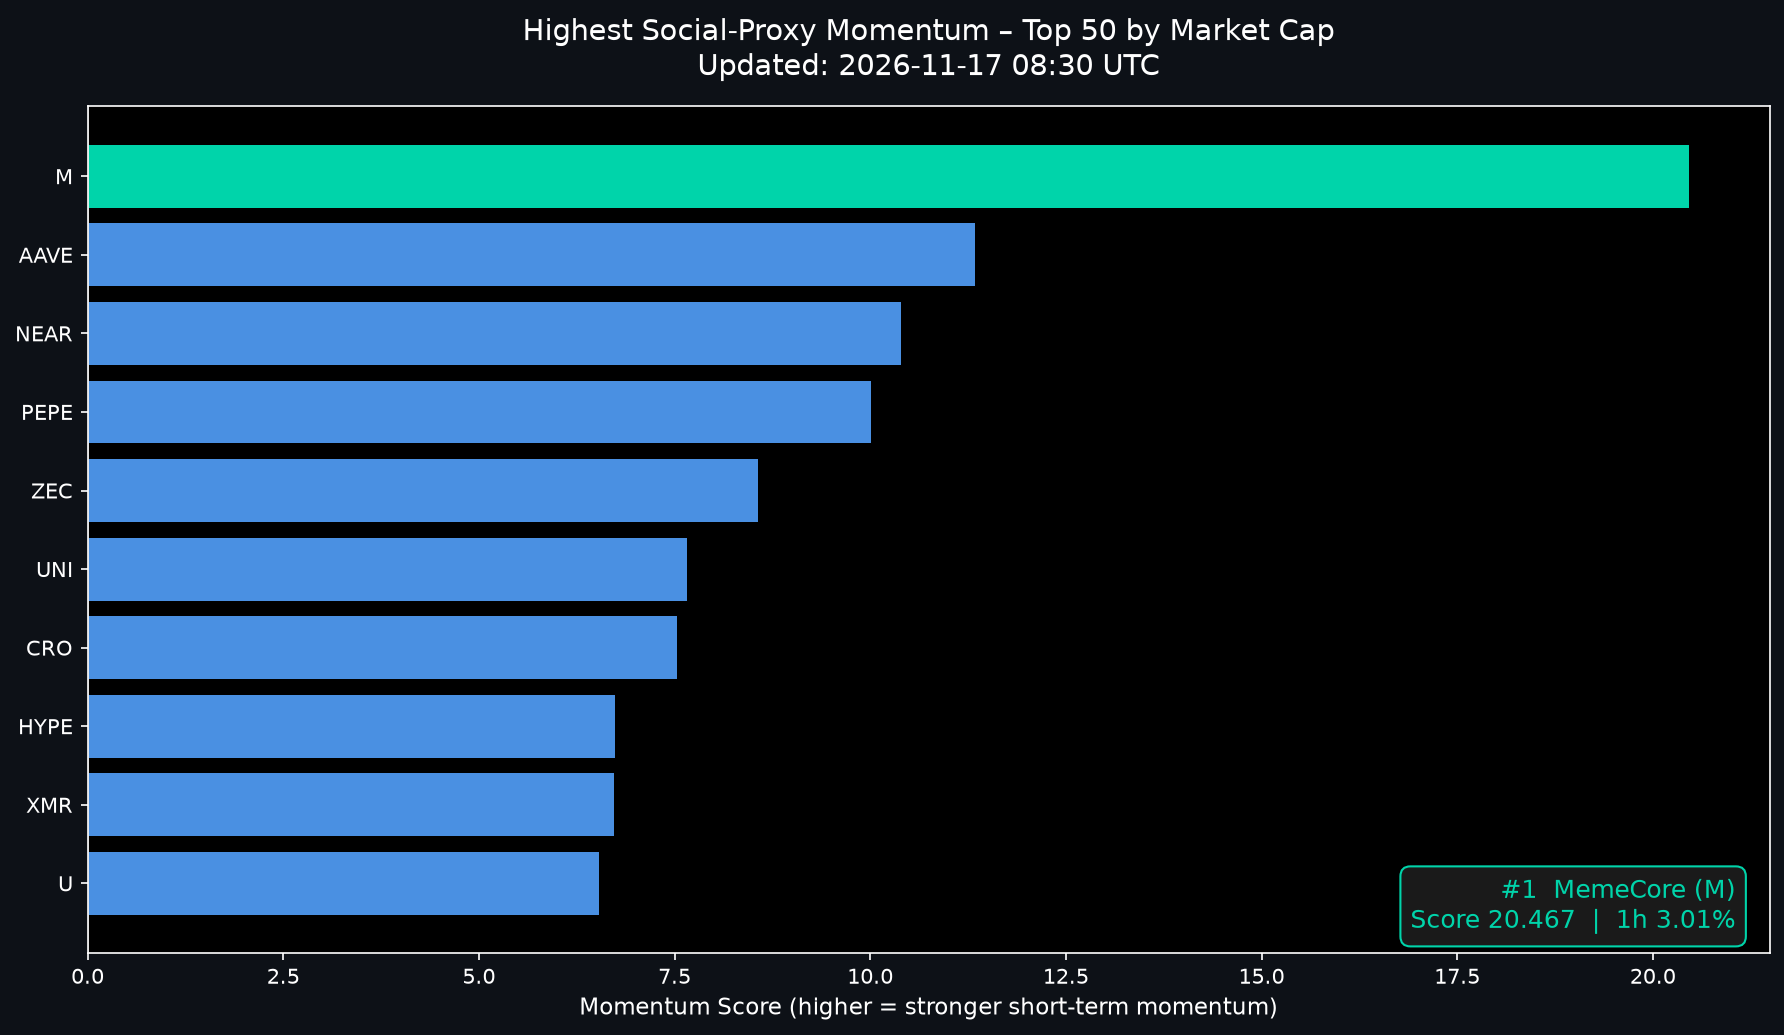 Highest Social-Proxy Momentum – Top 50 by Market Cap
Updated: 2026-11-17 08:30 UTC
M
AAVE
NEAR
PEPE
ZEC
UNI
CRO
HYPE
XMR
U
#1  MemeCore (M)
Score 20.467  |  1h 3.01%
0.0 2.5 5.0 7.5 10.0 12.5 15.0 17.5 20.0
Momentum Score (higher = stronger short-term momentum)